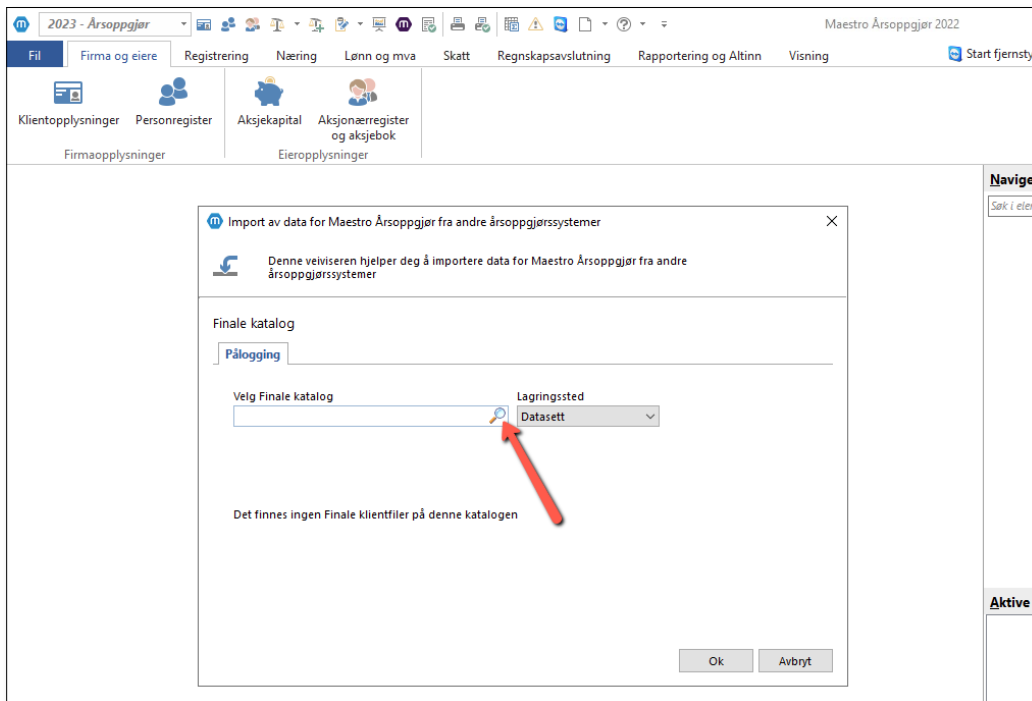 2023 - Årsoppgjør
Maestro Årsoppgjør 2022
Fil Firma og eiere Registrering Næring Lønn og mva Skatt Regnskapsavslutning Rapportering og Altinn Visning Start fjernsty
Klientopplysninger Personregister Aksjekapital Aksjonærregister
og aksjebok
Firmaopplysninger Eieropplysninger
Navige
Søk i eler
Import av data for Maestro Årsoppgjør fra andre årsoppgjørssystemer
Denne veiviseren hjelper deg å importere data for Maestro Årsoppgjør fra andre
årsoppgjørssystemer
Finale katalog
Pålogging
Velg Finale katalog Lagringssted
Datasett
Det finnes ingen Finale klientfiler på denne katalogen
Aktive
Ok Avbryt